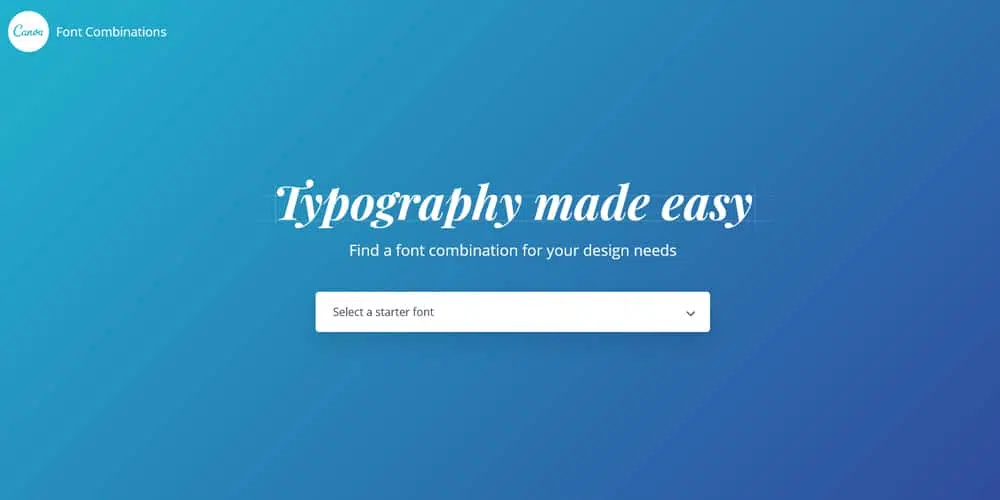 Canva
Font Combinations
Typography made easy
Find a font combination for your design needs
Select a starter font